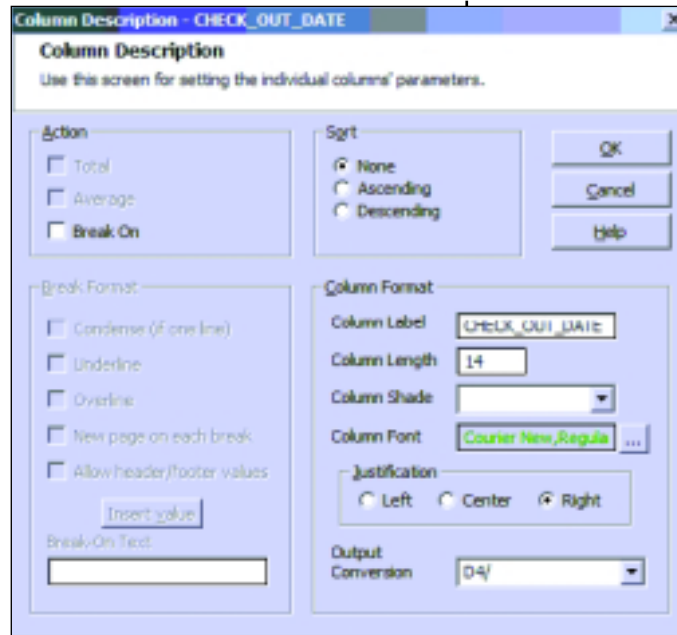 Column Description - CHECK_OUT_DATE
Column Description
Use this screen for setting the individual columns' parameters.
Action
Total
Average
Break On
Sort
None
Ascending
Descending
OK
Cancel
Help
Break Format
Condense (if one line)
Underline
Overline
New page on each break
Allow header/footer values
Insert value
Break-On Text
Column Format
Column Label CHECK_OUT_DATE
Column Length 14
Column Shade
Column Font Courier New,Regula ...
Justification
Left Center Right
Output
Conversion D4/